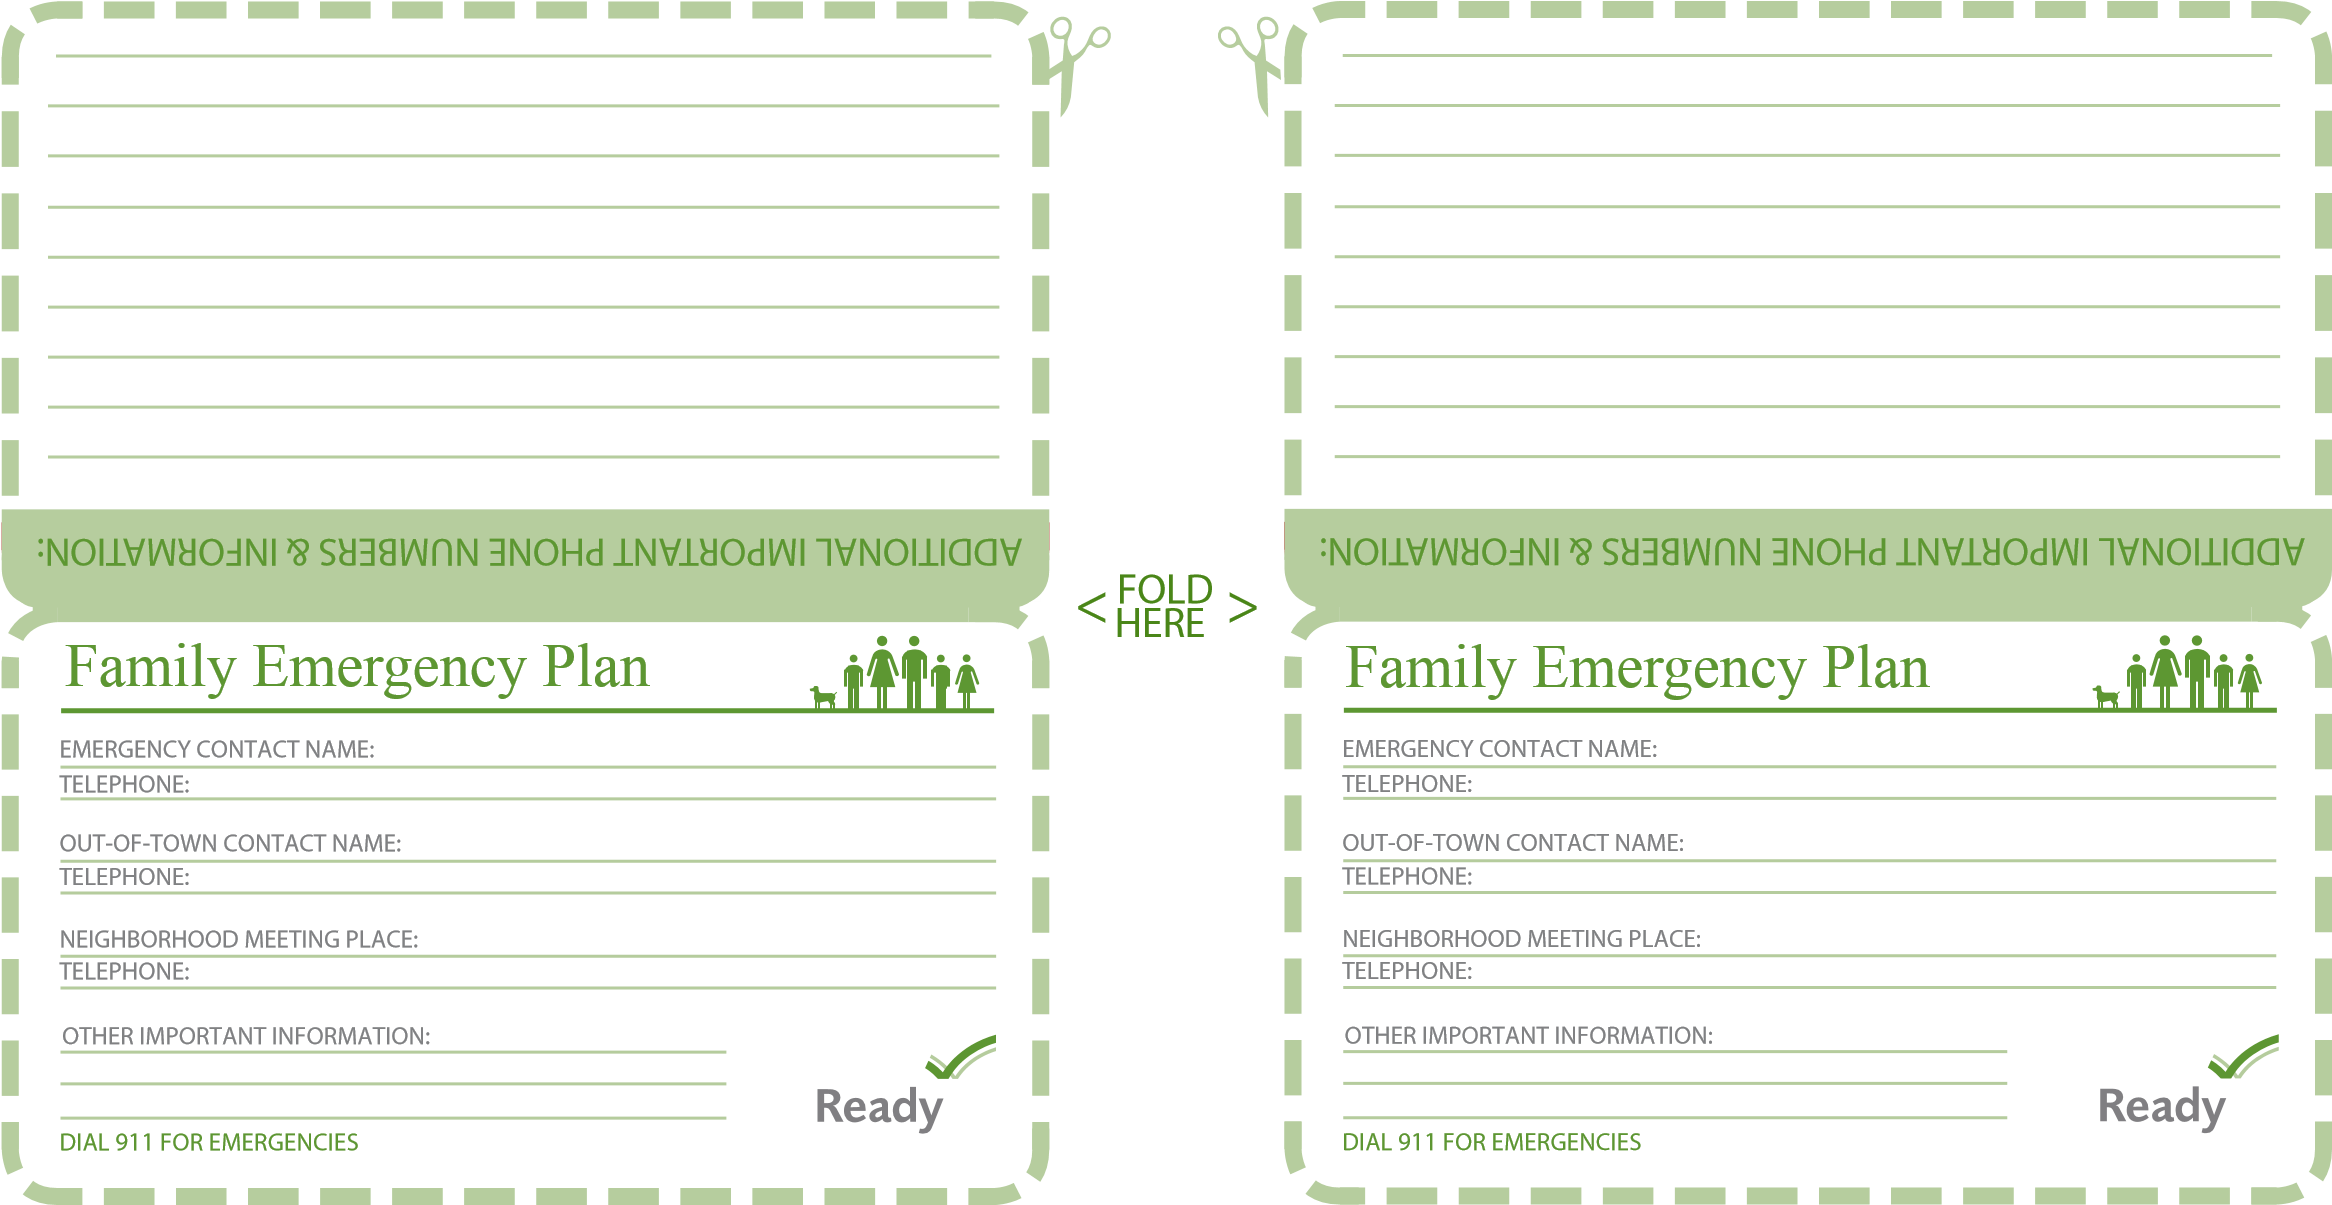 ADDITIONAL IMPORTANT PHONE NUMBERS & INFORMATION:
Family Emergency Plan
EMERGENCY CONTACT NAME:
TELEPHONE:
OUT-OF-TOWN CONTACT NAME:
TELEPHONE:
NEIGHBORHOOD MEETING PLACE:
TELEPHONE:
OTHER IMPORTANT INFORMATION:
Ready
DIAL 911 FOR EMERGENCIES
< FOLD
HERE >
ADDITIONAL IMPORTANT PHONE NUMBERS & INFORMATION:
Family Emergency Plan
EMERGENCY CONTACT NAME:
TELEPHONE:
OUT-OF-TOWN CONTACT NAME:
TELEPHONE:
NEIGHBORHOOD MEETING PLACE:
TELEPHONE:
OTHER IMPORTANT INFORMATION:
Ready
DIAL 911 FOR EMERGENCIES